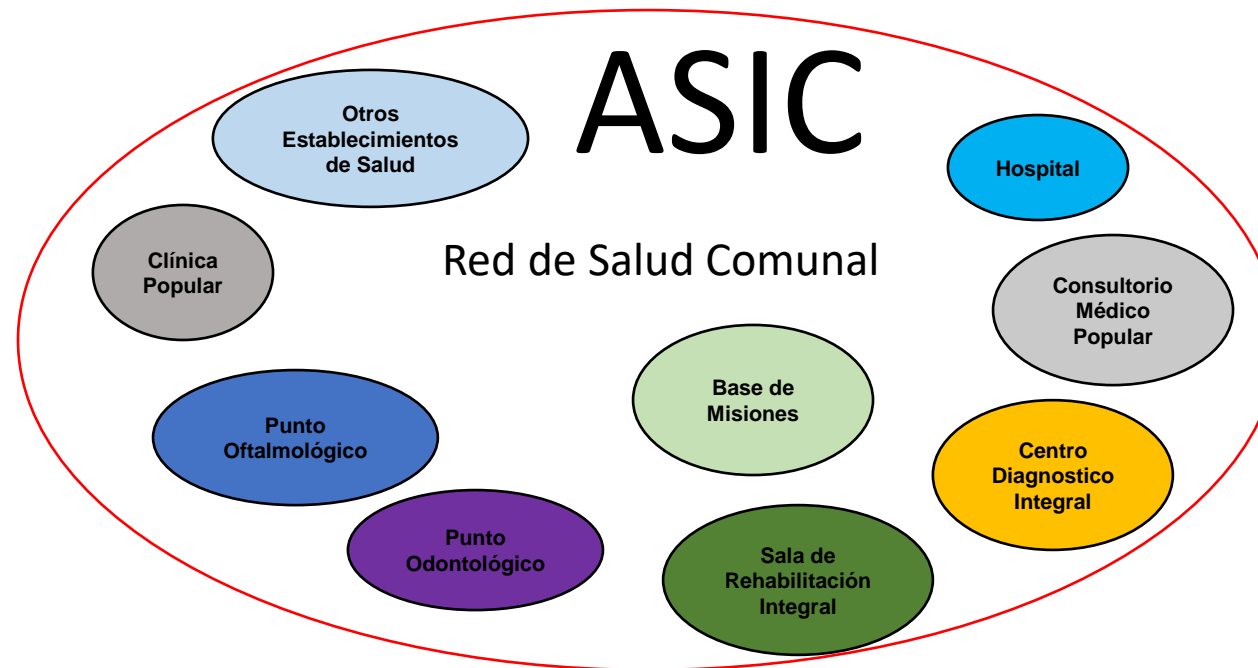 ASIC
Red de Salud Comunal
Otros
Establecimientos
de Salud
Hospital
Clínica
Popular
Consultorio
Médico
Popular
Base de
Misiones
Punto
Oftalmológico
Centro
Diagnostico
Integral
Punto
Odontológico
Sala de
Rehabilitación
Integral